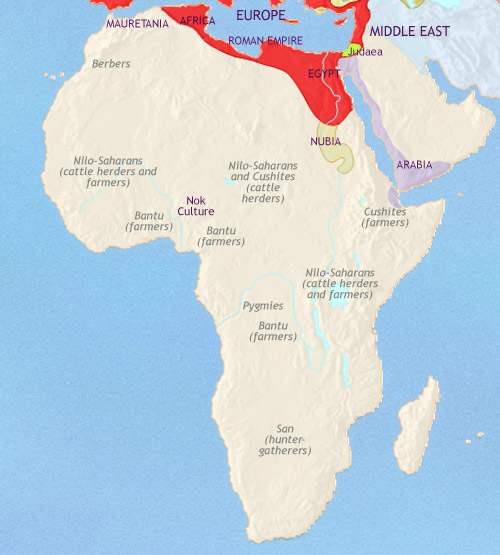 EUROPE
MAURETANIA
AFRICA
MIDDLE EAST
ROMAN EMPIRE
Judaea
Berbers
EGYPT
NUBIA
ARABIA
Nilo-Saharans
(cattle herders and
farmers)
Nilo-Saharans
and Cushites
(cattle
herders)
Nok
Culture
Bantu
(farmers)
Bantu
(farmers)
Cushites
(farmers)
Nilo-Saharans
(cattle herders
and farmers)
Pygmies
Bantu
(farmers)
San
(hunter-
gatherers)